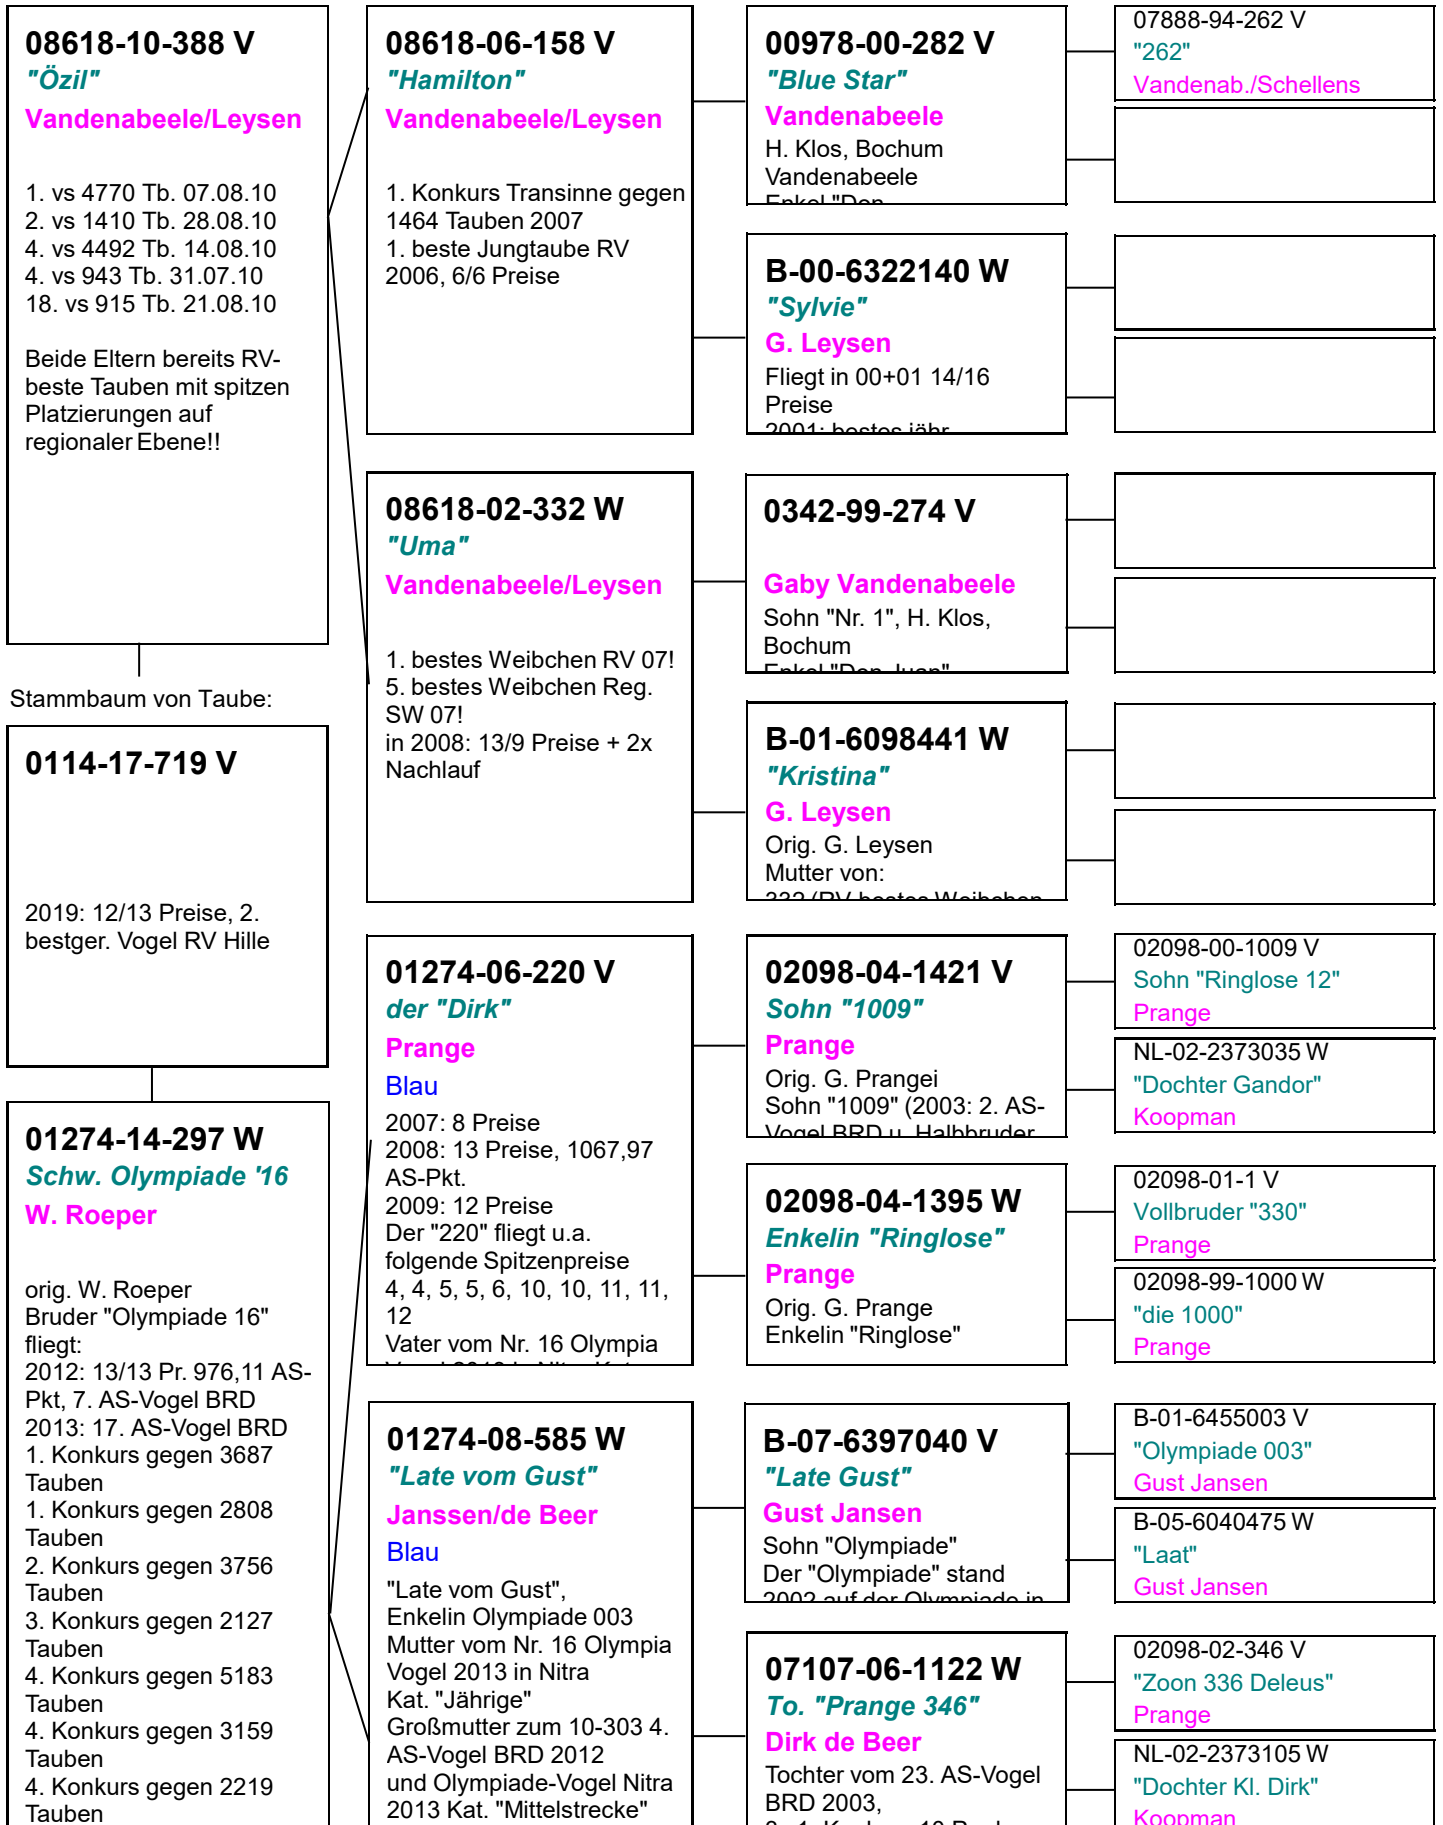 08618-10-388 V
"Özil"
Vandenabeele/Leysen
1. vs 4770 Tb. 07.08.10
2. vs 1410 Tb. 28.08.10
4. vs 4492 Tb. 14.08.10
4. vs 943 Tb. 31.07.10
18. vs 915 Tb. 21.08.10
Beide Eltern bereits RV-
beste Tauben mit spitzen
Platzierungen auf
regionaler Ebene!!
Stammbaum von Taube:
0114-17-719 V
2019: 12/13 Preise, 2.
bestger. Vogel RV Hille
01274-14-297 W
Schw. Olympiade '16
W. Roeper
orig. W. Roeper
Bruder "Olympiade 16"
fliegt:
2012: 13/13 Pr. 976,11 AS-
Pkt, 7. AS-Vogel BRD
2013: 17. AS-Vogel BRD
1. Konkurs gegen 3687
Tauben
1. Konkurs gegen 2808
Tauben
2. Konkurs gegen 3756
Tauben
3. Konkurs gegen 2127
Tauben
4. Konkurs gegen 5183
Tauben
4. Konkurs gegen 3159
Tauben
4. Konkurs gegen 2219
Tauben
08618-06-158 V
"Hamilton"
Vandenabeele/Leysen
1. Konkurs Transinne gegen
1464 Tauben 2007
1. beste Jungtaube RV
2006, 6/6 Preise
08618-02-332 W
"Uma"
Vandenabeele/Leysen
1. bestes Weibchen RV 07!
5. bestes Weibchen Reg.
SW 07!
in 2008: 13/9 Preise + 2x
Nachlauf
01274-06-220 V
der "Dirk"
Prange
Blau
2007: 8 Preise
2008: 13 Preise, 1067,97
AS-Pkt.
2009: 12 Preise
Der "220" fliegt u.a.
folgende Spitzenpreise
4, 4, 5, 5, 6, 10, 10, 11, 11,
12
Vater vom Nr. 16 Olympia
01274-08-585 W
"Late vom Gust"
Janssen/de Beer
Blau
"Late vom Gust",
Enkelin Olympiade 003
Mutter vom Nr. 16 Olympia
Vogel 2013 in Nitra
Kat. "Jährige"
Großmutter zum 10-303 4.
AS-Vogel BRD 2012
und Olympiade-Vogel Nitra
2013 Kat. "Mittelstrecke"
00978-00-282 V
"Blue Star"
Vandenabeele
H. Klos, Bochum
Vandenabeele
Enkel "Don
B-00-6322140 W
"Sylvie"
G. Leysen
Fliegt in 00+01 14/16
Preise
2001: bestes jähr.
0342-99-274 V
Gaby Vandenabeele
Sohn "Nr. 1", H. Klos,
Bochum
Enkel "Don Juan"
B-01-6098441 W
"Kristina"
G. Leysen
Orig. G. Leysen
Mutter von:
332 (RV bestes Weibchen
02098-04-1421 V
Sohn "1009"
Prange
Orig. G. Prangei
Sohn "1009" (2003: 2. AS-
Vogel BRD u. Halbbruder
02098-04-1395 W
Enkelin "Ringlose"
Prange
Orig. G. Prange
Enkelin "Ringlose"
B-07-6397040 V
"Late Gust"
Gust Jansen
Sohn "Olympiade"
Der "Olympiade" stand
2002 auf der Olympiade in
07107-06-1122 W
To. "Prange 346"
Dirk de Beer
Tochter vom 23. AS-Vogel
BRD 2003,
07888-94-262 V
"262"
Vandenab./Schellens
02098-00-1009 V
Sohn "Ringlose 12"
Prange
NL-02-2373035 W
"Dochter Gandor"
Koopman
02098-01-1 V
Vollbruder "330"
Prange
02098-99-1000 W
"die 1000"
Prange
B-01-6455003 V
"Olympiade 003"
Gust Jansen
B-05-6040475 W
"Laat"
Gust Jansen
02098-02-346 V
"Zoon 336 Deleus"
Prange
NL-02-2373105 W
"Dochter Kl. Dirk"
Koopman